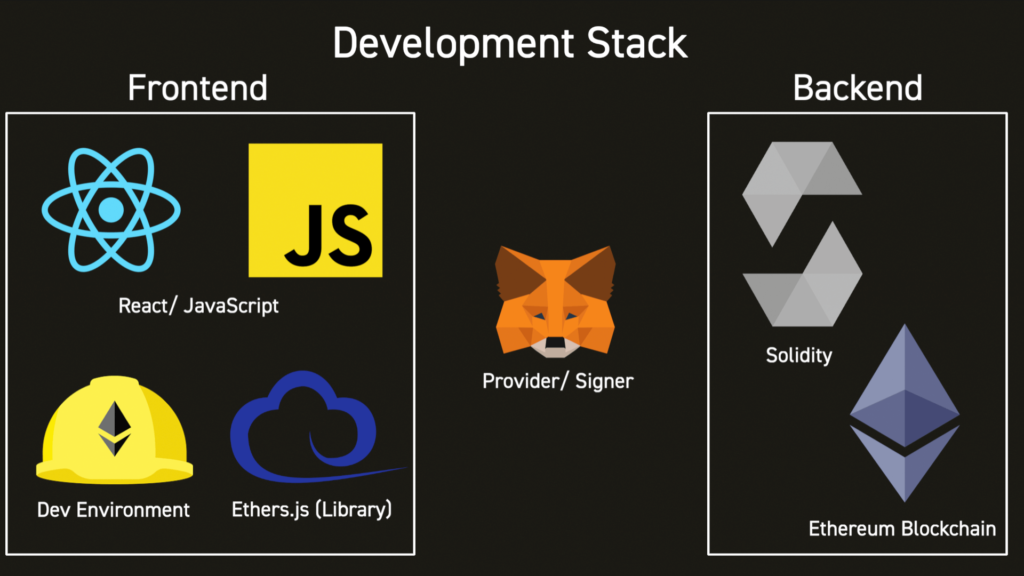 Development Stack
Frontend
Backend
JS
React/ JavaScript
Dev Environment
Ethers.js (Library)
Provider/ Signer
Solidity
Ethereum Blockchain